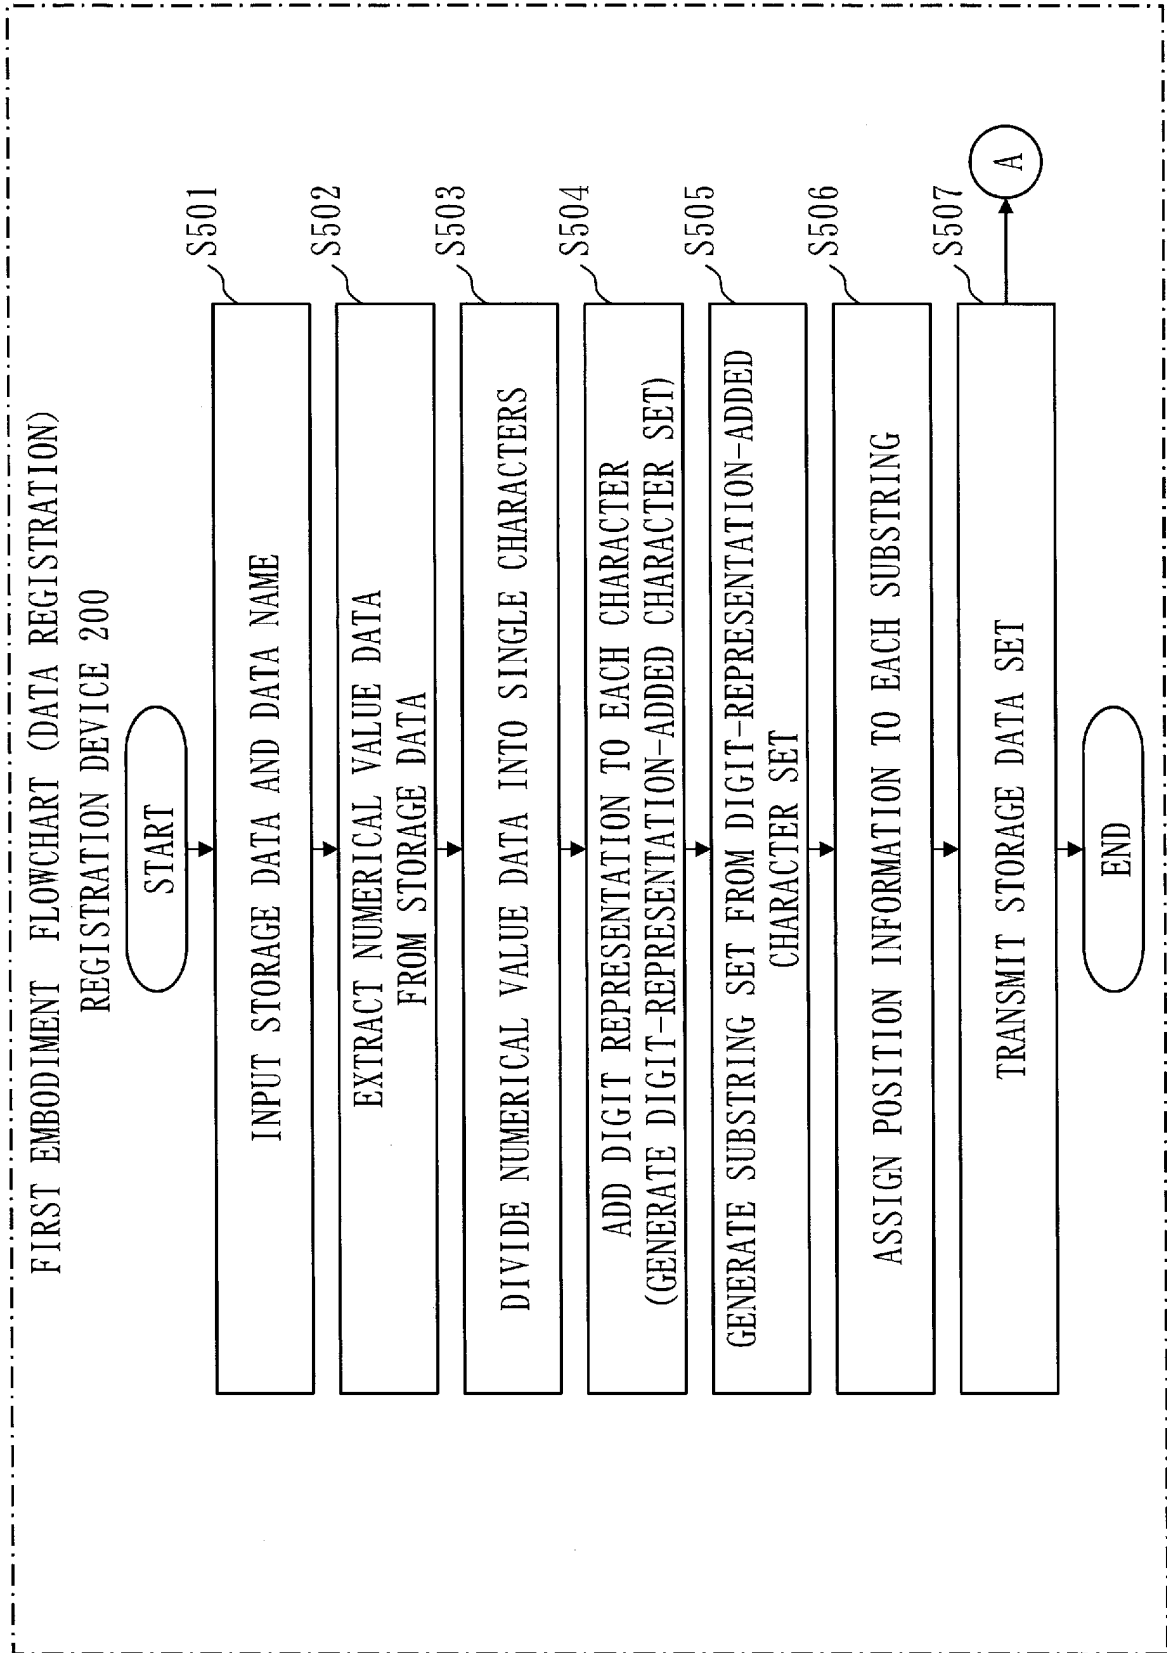 FIRST EMBODIMENT FLOWCHART (DATA REGISTRATION)
REGISTRATION DEVICE 200
START
S501
INPUT STORAGE DATA AND DATA NAME
S502
EXTRACT NUMERICAL VALUE DATA
FROM STORAGE DATA
S503
DIVIDE NUMERICAL VALUE DATA INTO SINGLE CHARACTERS
S504
ADD DIGIT REPRESENTATION TO EACH CHARACTER
(GENERATE DIGIT-REPRESENTATION-ADDED CHARACTER SET)
S505
GENERATE SUBSTRING SET FROM DIGIT-REPRESENTATION-ADDED
CHARACTER SET
S506
ASSIGN POSITION INFORMATION TO EACH SUBSTRING
S507
TRANSMIT STORAGE DATA SET
A
END